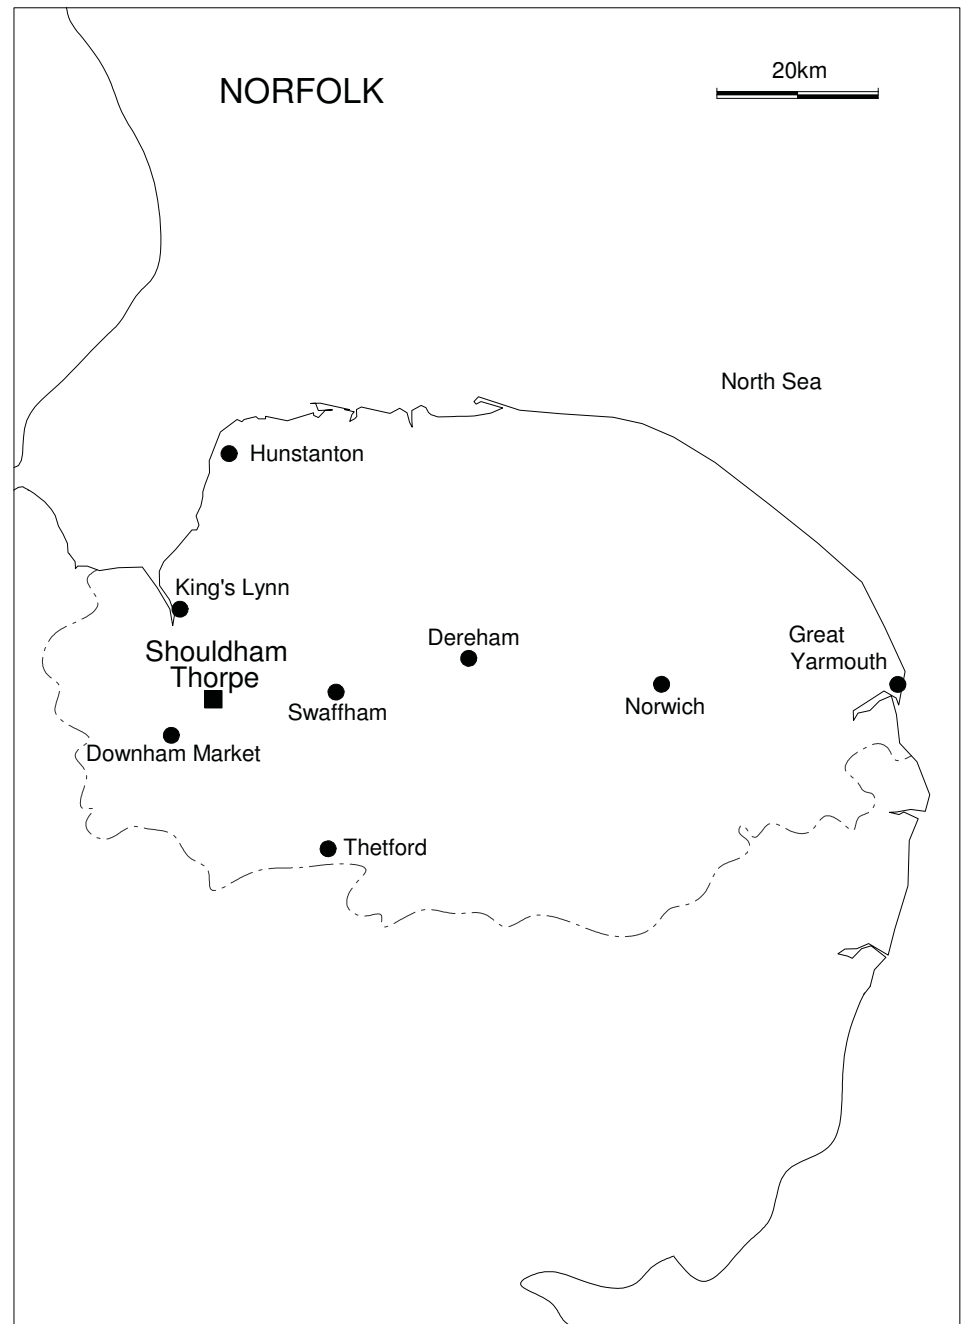 20km
NORFOLK
North Sea
Hunstanton
King's Lynn
Great
Yarmouth
Dereham
Shouldham
Thorpe
Swaffham
Norwich
Downham Market
Thetford